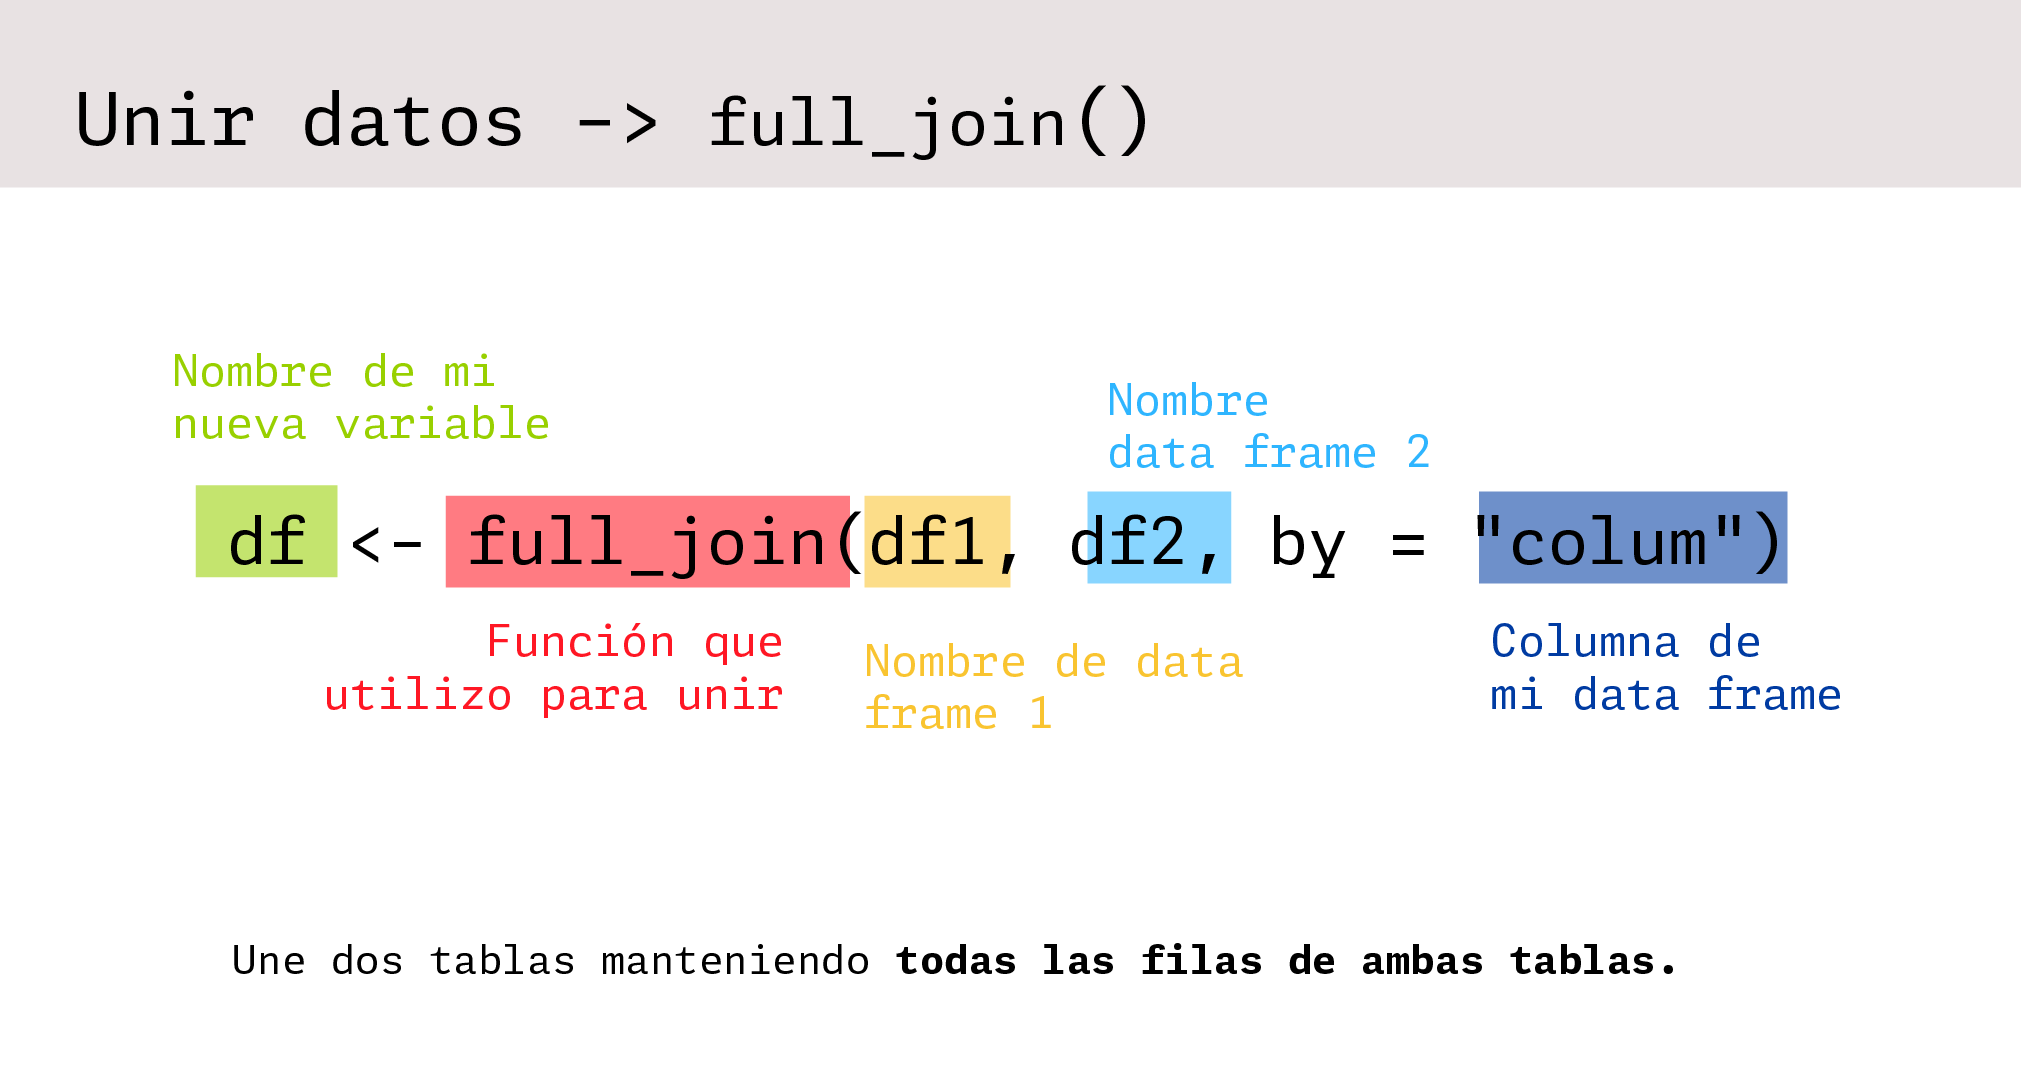 Unir datos -> full_join()
Nombre de mi
nueva variable
Nombre
data frame 2
df <- full_join(df1, df2, by = "colum")
Función que
utilizo para unir
Nombre de data
frame 1
Columna de
mi data frame
Une dos tablas manteniendo todas las filas de ambas tablas.